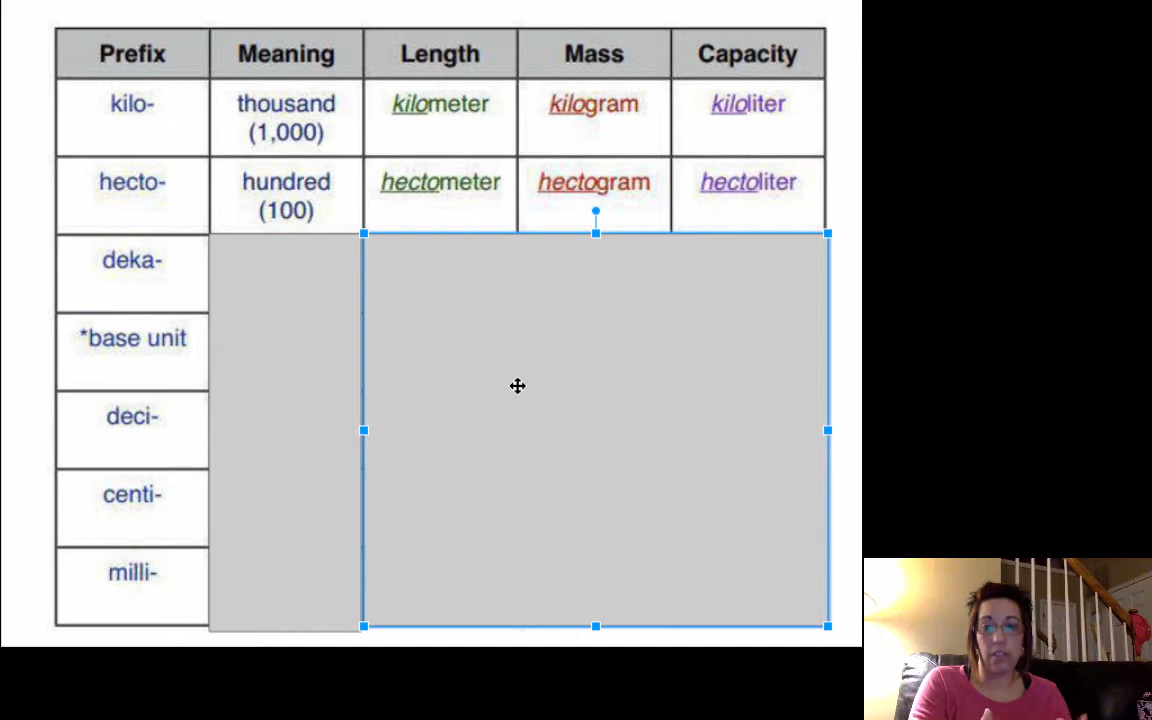 Prefix Meaning Length Mass Capacity
kilo- thousand kilometer kilogram kiloliter
(1,000)
hecto- hundred hectometer hectogram hectoliter
(100)
deka-
*base unit
deci-
centi-
milli-